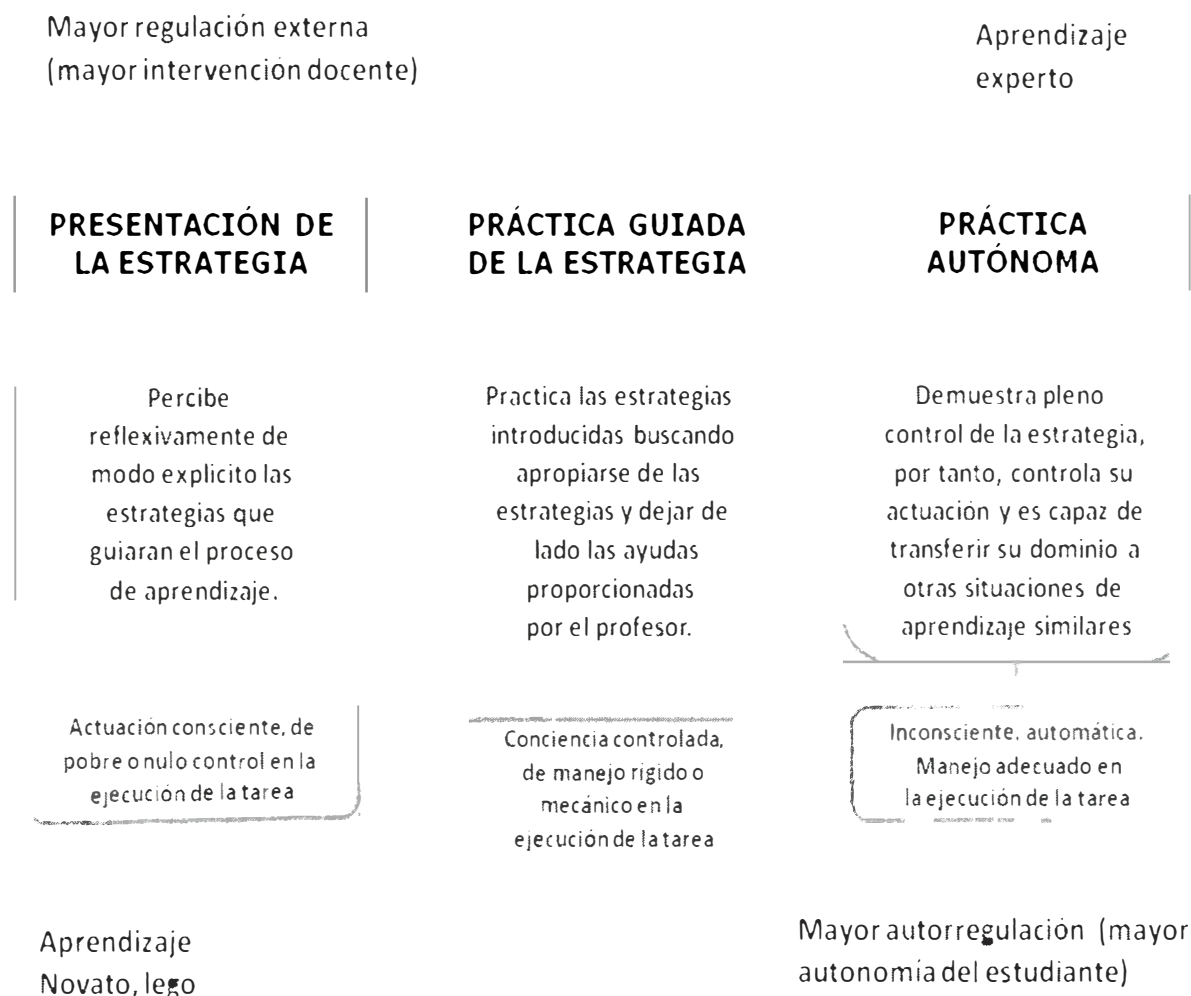 Mayor regulación externa
(mayor intervención docente)
Aprendizaje
experto
PRESENTACIÓN DE
LA ESTRATEGIA
PRÁCTICA GUIADA
DE LA ESTRATEGIA
PRÁCTICA
AUTÓNOMA
Percibe
reflexivamente de
modo explicito las
estrategias que
guiaran el proceso
de aprendizaje.
Practica las estrategias
introducidas buscando
apropiarse de las
estrategias y dejar de
lado las ayudas
proporcionadas
por el profesor.
Demuestra pleno
control de la estrategia,
por tanto, controla su
actuación y es capaz de
transferir su dominio a
otras situaciones de
aprendizaje similares
Actuación consciente, de
pobre o nulo control en la
ejecución de la tarea
Conciencia controlada,
de manejo rígido o
mecánico en la
ejecución de la tarea
Inconsciente. automática.
Manejo adecuado en
la ejecución de la tarea
Aprendizaje
Novato, lego
Mayor autorregulación (mayor
autonomía del estudiante)